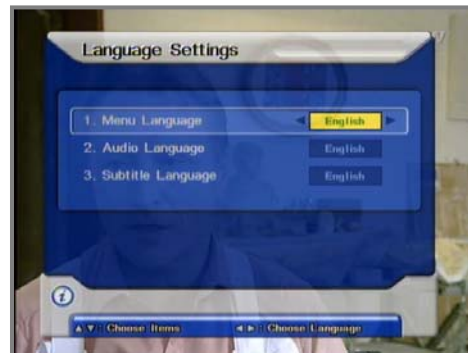 Language Settings
1. Menu Language ◀ English ▶
2. Audio Language English
3. Subtitle Language English
i
▲ ▼ : Choose Items ◀ ▶ : Choose Language